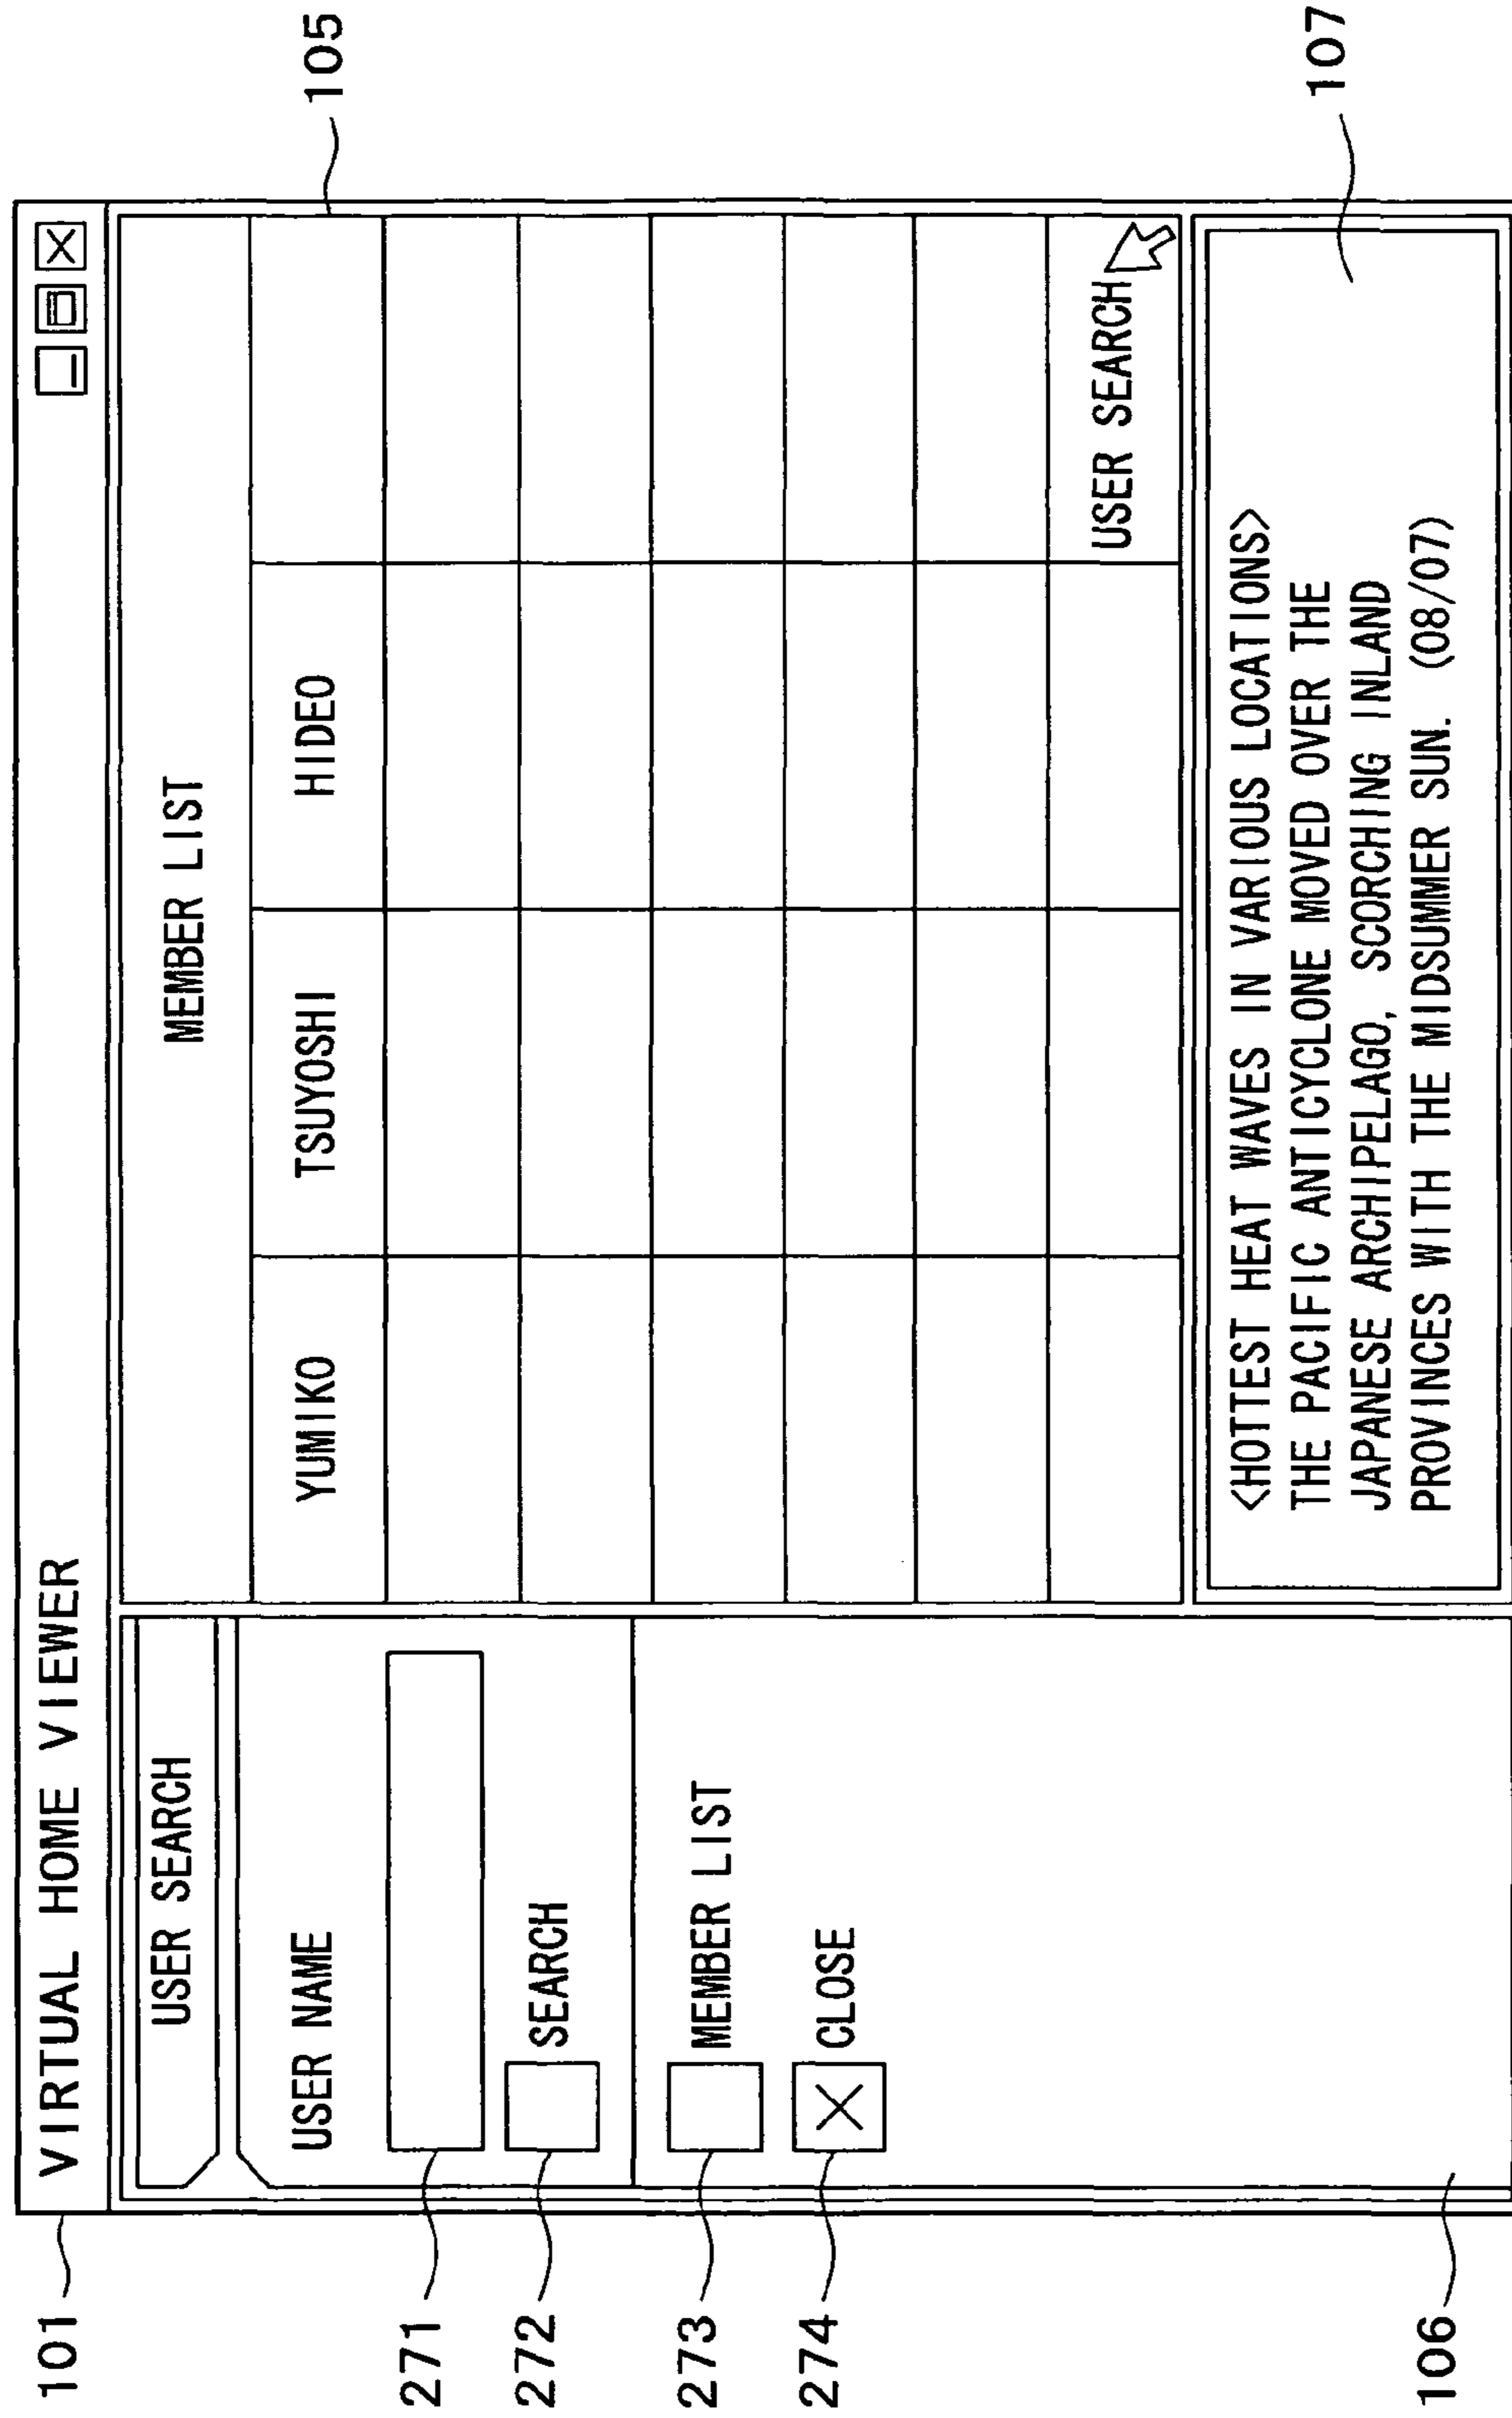 101
VIRTUAL HOME VIEWER
USER SEARCH
USER NAME
271
272
SEARCH
273
MEMBER LIST
274
CLOSE
106
MEMBER LIST
YUMIKO TSUYOSHI HIDEO
105
USER SEARCH
<HOTTEST HEAT WAVES IN VARIOUS LOCATIONS>
THE PACIFIC ANTICYCLONE MOVED OVER THE
JAPANESE ARCHIPELAGO, SCORCHING INLAND
PROVINCES WITH THE MIDSUMMER SUN. (08/07)
107